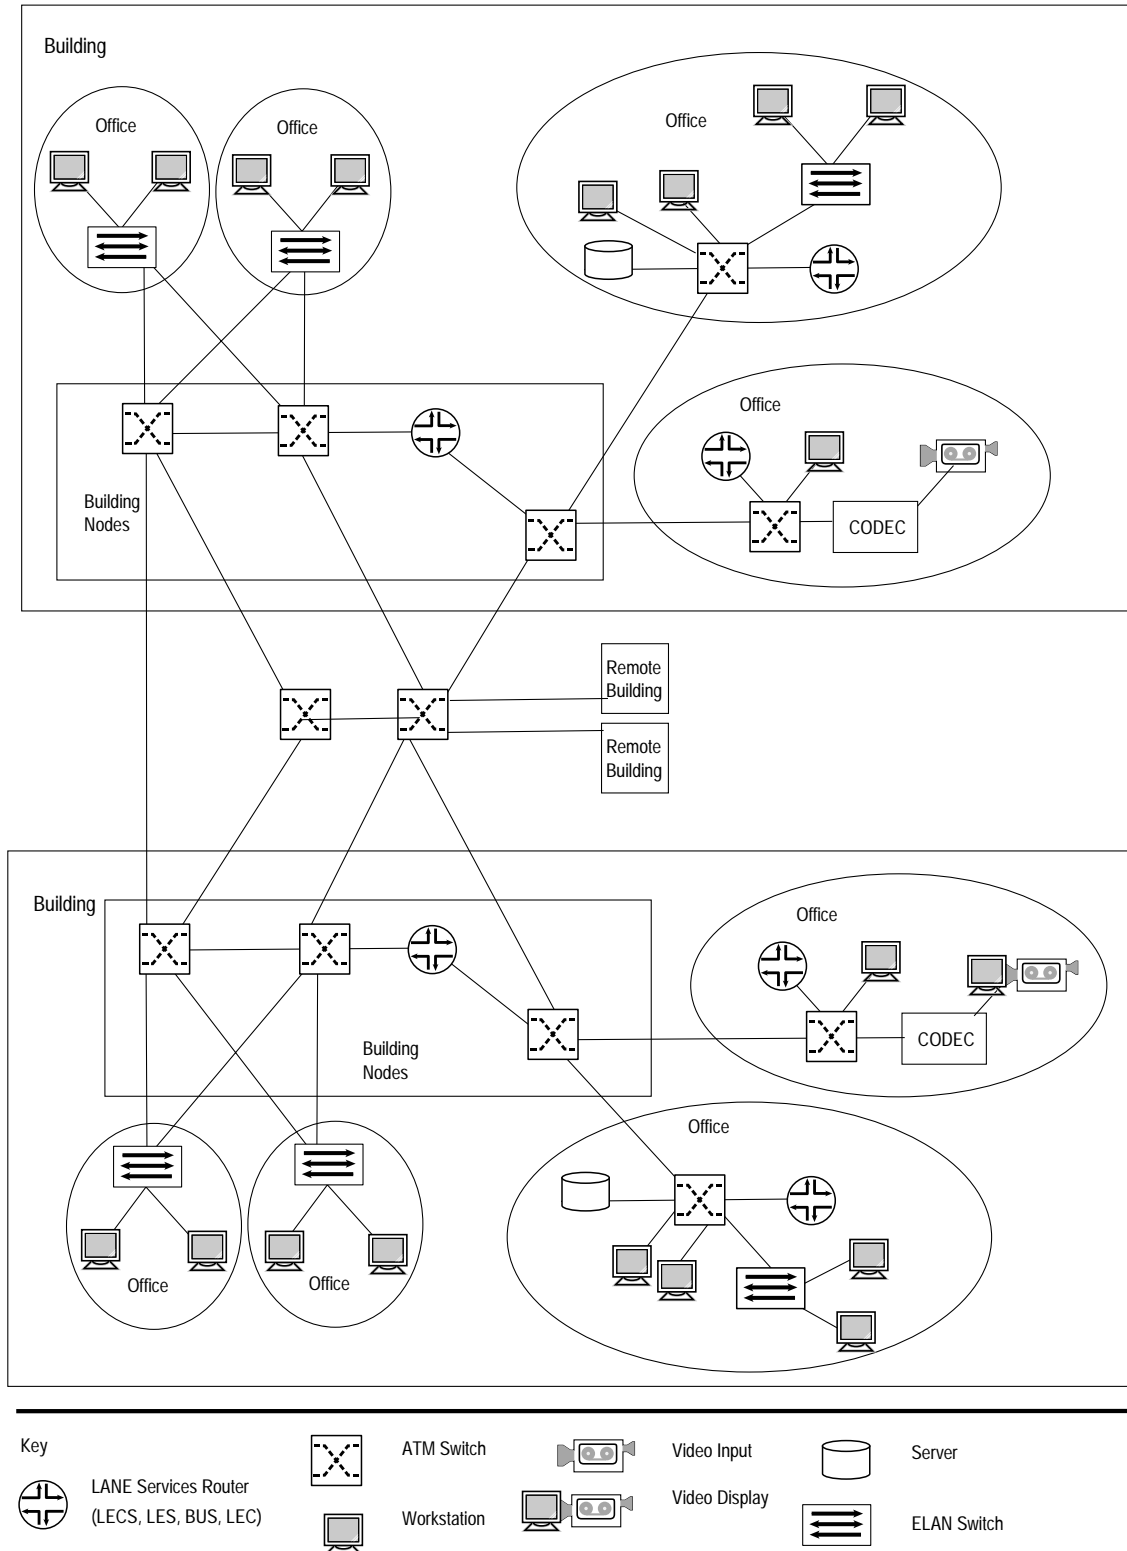 Building
Office
Office
Office
Office
Building
Nodes
CODEC
Remote
Building
Remote
Building
Building
Office
Building
Nodes
CODEC
Office
Office
Office
Key
ATM Switch
Video Input
Server
LANE Services Router
(LECS, LES, BUS, LEC)
Workstation
Video Display
ELAN Switch